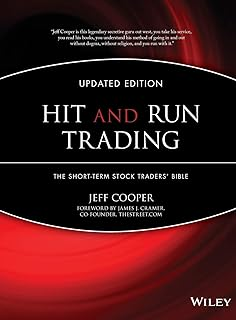 "Jeff Cooper is this legendary secretive guru out west, you take his service,
you read his books, you understand his method of going in and out
without dogma, without religion, and you run with it."
UPDATED EDITION
HIT AND RUN
TRADING
THE SHORT-TERM STOCK TRADERS' BIBLE
JEFF COOPER
FOREWORD BY JAMES J. CRAMER,
CO-FOUNDER, THESTREET.COM
WILEY